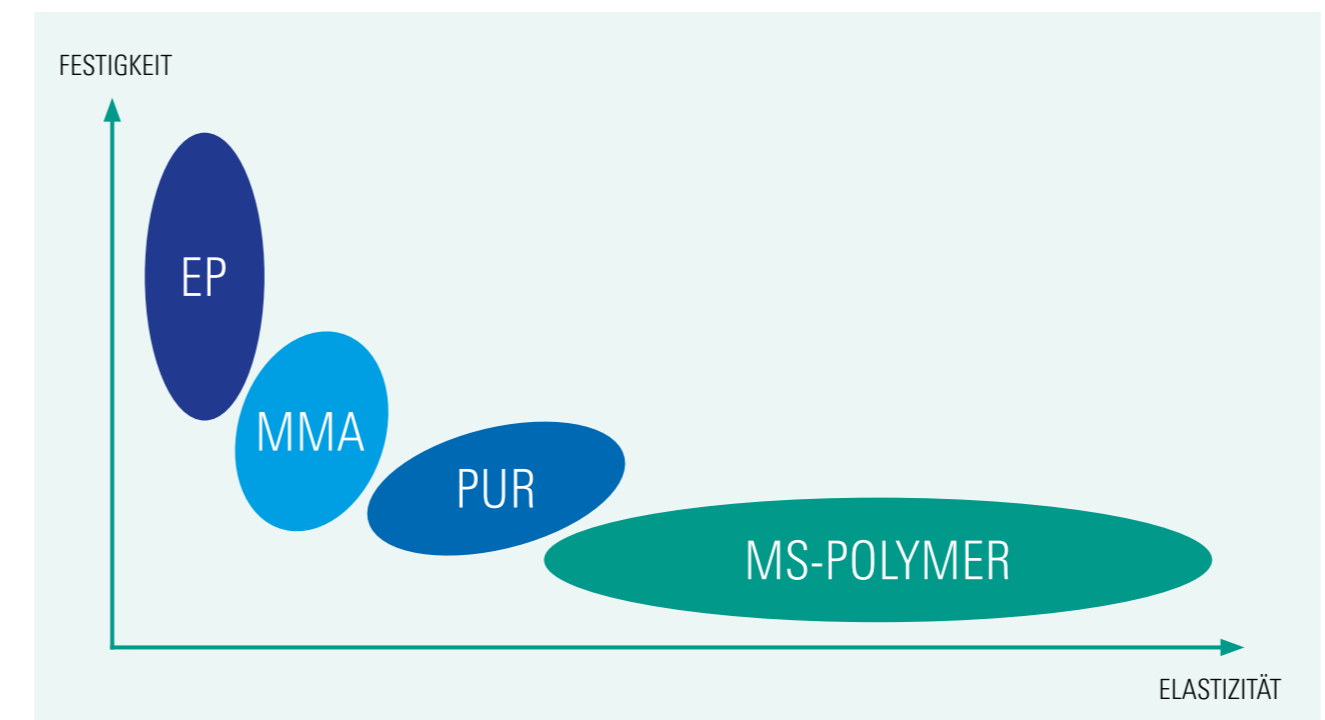 FESTIGKEIT
EP
MMA
PUR
MS-POLYMER
ELASTIZITÄT